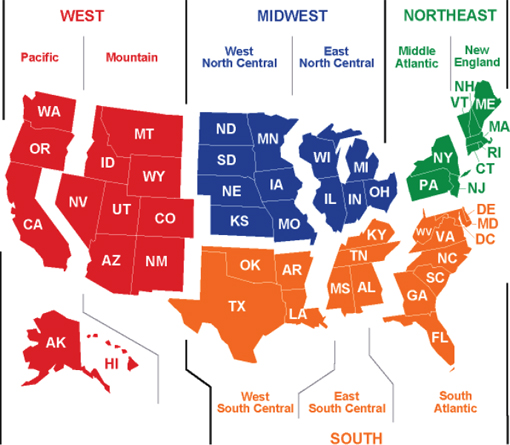 WEST
MIDWEST
NORTHEAST
Pacific
Mountain
West
North Central
East
North Central
Middle
Atlantic
New
England
WA
OR
CA
NV
ID
MT
WY
UT
CO
AZ
NM
AK
HI
ND
SD
NE
KS
MN
IA
MO
WI
MI
IL
IN
OH
NH
VT
ME
MA
RI
CT
NJ
NY
PA
DE
MD
DC
WV
VA
NC
SC
GA
FL
KY
TN
MS
AL
OK
AR
TX
LA
West
South Central
East
South Central
South
Atlantic
SOUTH